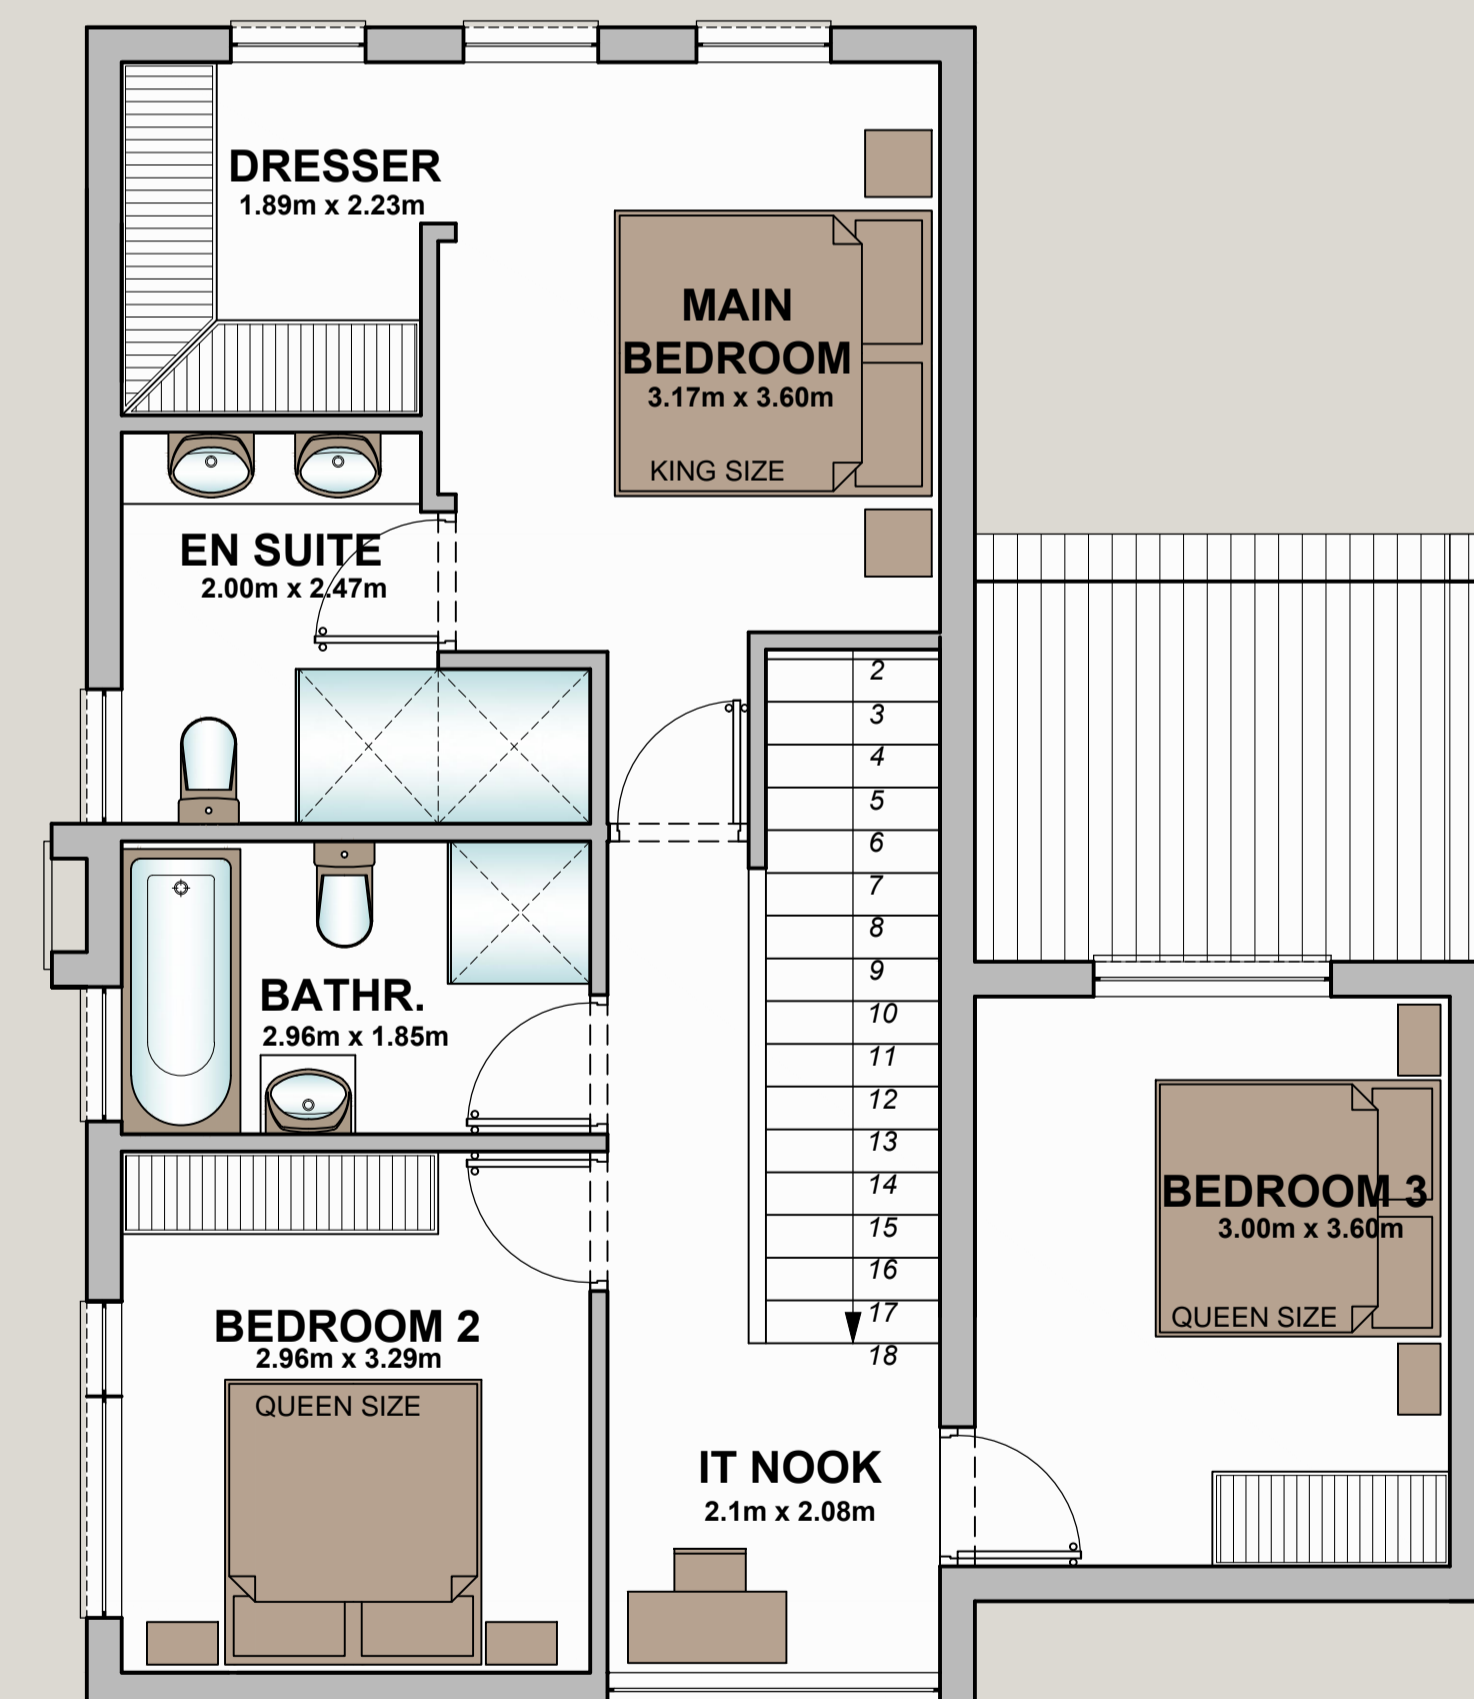 DRESSER
1.89m x 2.23m
MAIN
BEDROOM
3.17m x 3.60m
KING SIZE
EN SUITE
2.00m x 2.47m
2
3
4
5
6
7
8
9
10
11
12
13
14
15
16
17
18
BATHR.
2.96m x 1.85m
BEDROOM 3
3.00m x 3.60m
QUEEN SIZE
BEDROOM 2
2.96m x 3.29m
QUEEN SIZE
IT NOOK
2.1m x 2.08m